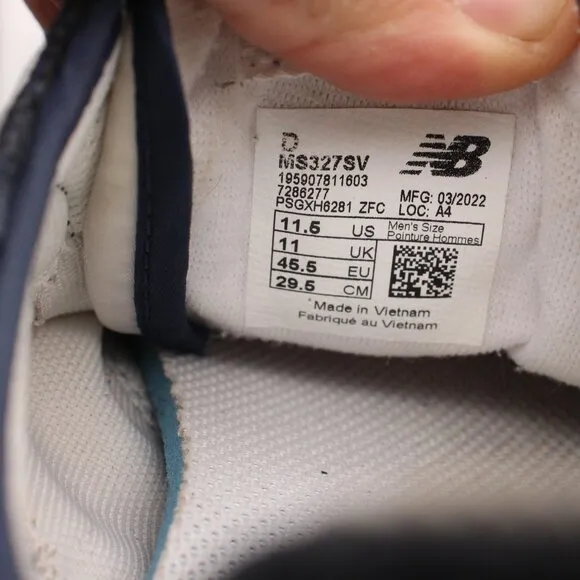 D
MS327SV
195907811603
7286277
PSGXH6281 ZFC
NB
MFG: 03/2022
LOC: A4
11.5 US
Men's Size
Pointure Hommes
11 UK
45.5 EU
29.5 CM
Made in Vietnam
Fabriqué au Vietnam